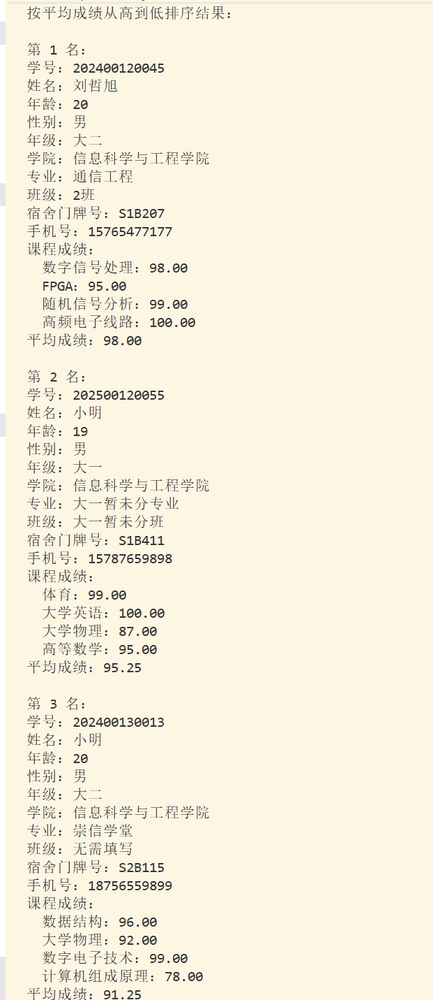 按平均成绩从高到低排序结果：
第 1 名：
学号：202400120045
姓名：刘哲旭
年龄：20
性别：男
年级：大二
学院：信息科学与工程学院
专业：通信工程
班级：2班
宿舍门牌号：S1B207
手机号：15765477177
课程成绩：
数字信号处理：98.00
FPGA：95.00
随机信号分析：99.00
高频电子线路：100.00
平均成绩：98.00
第 2 名：
学号：202500120055
姓名：小明
年龄：19
性别：男
年级：大一
学院：信息科学与工程学院
专业：大一暂未分专业
班级：大一暂未分班
宿舍门牌号：S1B411
手机号：15787659898
课程成绩：
体育：99.00
大学英语：100.00
大学物理：87.00
高等数学：95.00
平均成绩：95.25
第 3 名：
学号：202400130013
姓名：小明
年龄：20
性别：男
年级：大二
学院：信息科学与工程学院
专业：崇信学堂
班级：无需填写
宿舍门牌号：S2B115
手机号：18756559899
课程成绩：
数据结构：96.00
大学物理：92.00
数字电子技术：99.00
计算机组成原理：78.00
平均成绩：91.25